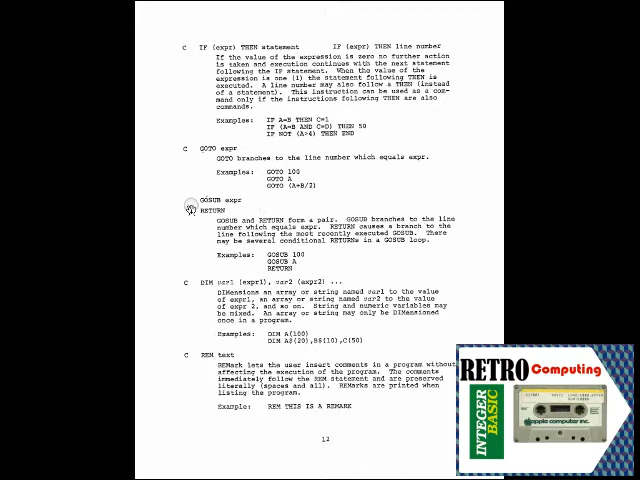 C IF (expr) THEN statement IF (expr) THEN line number
If the value of the expression is zero no further action
is taken and execution continues with the next statement
following the IF statement. When the value of the
expression is one (1) the statement following THEN is
executed. A line number may also follow a THEN (instead
of a statement). This instruction can be used as a com-
mand only if the instructions following THEN are also
commands.
Examples: IF A=B THEN C=1
IF (A=B AND C=D) THEN 50
IF NOT (A>4) THEN END
C GOTO expr
GOTO branches to the line number which equals expr.
Examples: GOTO 100
GOTO A
GOTO (A+B/2)
GOSUB expr
RETURN
GOSUB and RETURN form a pair. GOSUB branches to the line
number which equals expr. RETURN causes a branch to the
line following the most recently executed GOSUB. There
may be several conditional RETURNs in a GOSUB loop.
Examples: GOSUB 100
GOSUB A
RETURN
C DIM var1 (expr1), var2 (expr2) ...
DIMensions an array or string named var1 to the value
of expr1, an array or string named var2 to the value
of expr 2, and so on. String and numeric variables may
be mixed. An array or string may only be DIMensioned
once in a program.
Examples: DIM A(100)
DIM A$(20),B$(10),C(50)
C REM text
REMark lets the user insert comments in a program without
affecting the execution of the program. The comments
immediately follow the REM statement and are preserved
literally (spaces and all). REMarks are printed when
listing the program.
Example: REM THIS IS A REMARK
12
RETRO Computing
INTEGER
BASIC
apple computer inc.